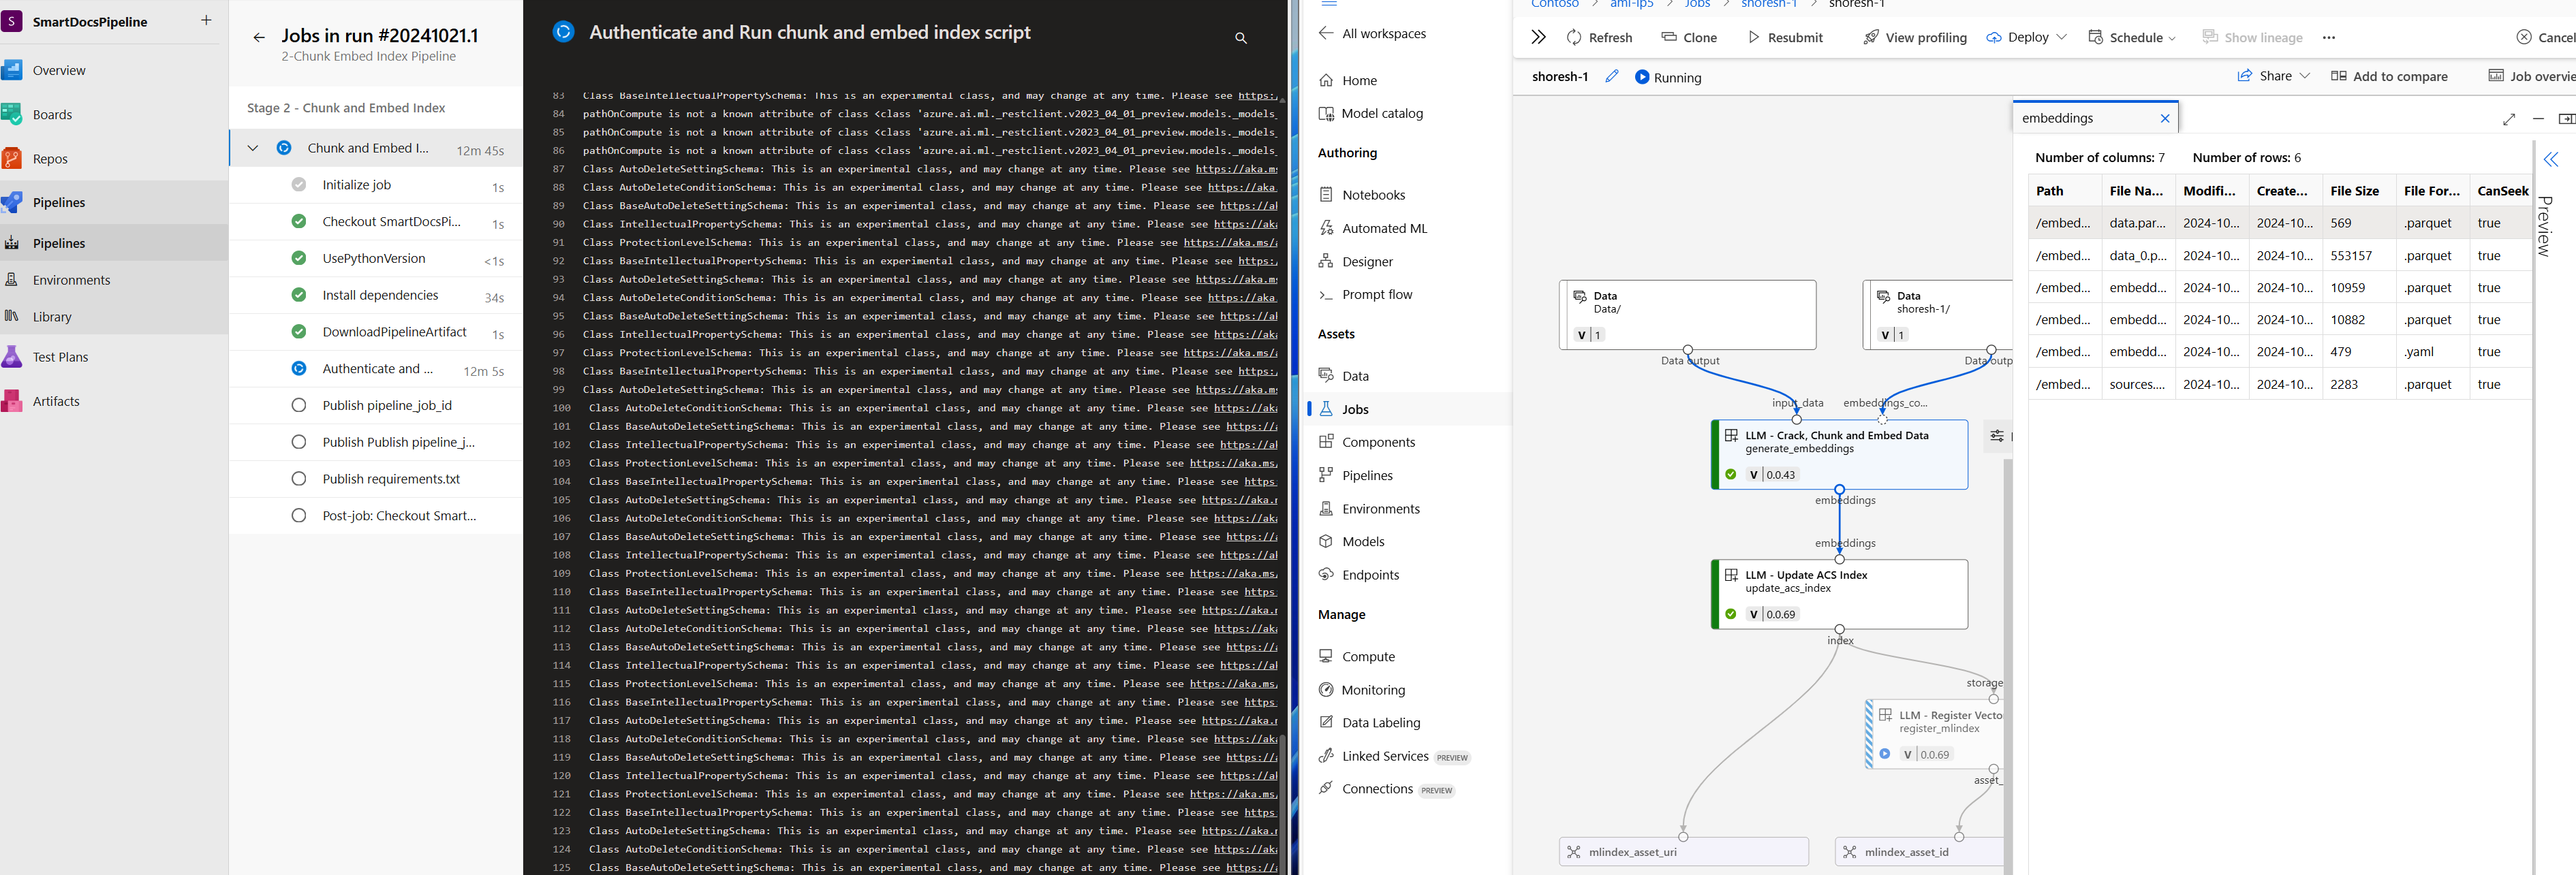 S SmartDocsPipeline +
Overview
Boards
Repos
Pipelines
Pipelines
Environments
Library
Test Plans
Artifacts
Jobs in run #20241021.1
2-Chunk Embed Index Pipeline
Stage 2 - Chunk and Embed Index
Chunk and Embed I... 12m 45s
Initialize job 1s
Checkout SmartDocsPi... 1s
UsePythonVersion <1s
Install dependencies 34s
DownloadPipelineArtifact 1s
Authenticate and ... 12m 5s
Publish pipeline_job_id
Publish Publish pipeline_j...
Publish requirements.txt
Post-job: Checkout Smart...
Authenticate and Run chunk and embed index script
83 Class BaseIntellectualPropertySchema: This is an experimental class, and may change at any time. Please see https:/
84 pathOnCompute is not a known attribute of class <class 'azure.ai.ml._restclient.v2023_04_01_preview.models._models_
85 pathOnCompute is not a known attribute of class <class 'azure.ai.ml._restclient.v2023_04_01_preview.models._models_
86 pathOnCompute is not a known attribute of class <class 'azure.ai.ml._restclient.v2023_04_01_preview.models._models_
87 Class AutoDeleteSettingSchema: This is an experimental class, and may change at any time. Please see https://aka.ms
88 Class AutoDeleteConditionSchema: This is an experimental class, and may change at any time. Please see https://aka.
89 Class BaseAutoDeleteSettingSchema: This is an experimental class, and may change at any time. Please see https://al
90 Class IntellectualPropertySchema: This is an experimental class, and may change at any time. Please see https://aka
91 Class ProtectionLevelSchema: This is an experimental class, and may change at any time. Please see https://aka.ms/a
92 Class BaseIntellectualPropertySchema: This is an experimental class, and may change at any time. Please see https:/
93 Class AutoDeleteSettingSchema: This is an experimental class, and may change at any time. Please see https://aka.ms
94 Class AutoDeleteConditionSchema: This is an experimental class, and may change at any time. Please see https://aka.
95 Class BaseAutoDeleteSettingSchema: This is an experimental class, and may change at any time. Please see https://al
96 Class IntellectualPropertySchema: This is an experimental class, and may change at any time. Please see https://aka
97 Class ProtectionLevelSchema: This is an experimental class, and may change at any time. Please see https://aka.ms/a
98 Class BaseIntellectualPropertySchema: This is an experimental class, and may change at any time. Please see https:/
99 Class AutoDeleteSettingSchema: This is an experimental class, and may change at any time. Please see https://aka.ms
100 Class AutoDeleteConditionSchema: This is an experimental class, and may change at any time. Please see https://aka
101 Class BaseAutoDeleteSettingSchema: This is an experimental class, and may change at any time. Please see https://a
102 Class IntellectualPropertySchema: This is an experimental class, and may change at any time. Please see https://al
103 Class ProtectionLevelSchema: This is an experimental class, and may change at any time. Please see https://aka.ms/
104 Class BaseIntellectualPropertySchema: This is an experimental class, and may change at any time. Please see https:
105 Class AutoDeleteSettingSchema: This is an experimental class, and may change at any time. Please see https://aka.m
106 Class AutoDeleteConditionSchema: This is an experimental class, and may change at any time. Please see https://aka
107 Class BaseAutoDeleteSettingSchema: This is an experimental class, and may change at any time. Please see https://a
108 Class IntellectualPropertySchema: This is an experimental class, and may change at any time. Please see https://al
109 Class ProtectionLevelSchema: This is an experimental class, and may change at any time. Please see https://aka.ms/
110 Class BaseIntellectualPropertySchema: This is an experimental class, and may change at any time. Please see https:
111 Class AutoDeleteSettingSchema: This is an experimental class, and may change at any time. Please see https://aka.m
112 Class AutoDeleteConditionSchema: This is an experimental class, and may change at any time. Please see https://aka
113 Class BaseAutoDeleteSettingSchema: This is an experimental class, and may change at any time. Please see https://a
114 Class IntellectualPropertySchema: This is an experimental class, and may change at any time. Please see https://al
115 Class ProtectionLevelSchema: This is an experimental class, and may change at any time. Please see https://aka.ms/
116 Class BaseIntellectualPropertySchema: This is an experimental class, and may change at any time. Please see https:
117 Class AutoDeleteSettingSchema: This is an experimental class, and may change at any time. Please see https://aka.m
118 Class AutoDeleteConditionSchema: This is an experimental class, and may change at any time. Please see https://aka
119 Class BaseAutoDeleteSettingSchema: This is an experimental class, and may change at any time. Please see https://a
120 Class IntellectualPropertySchema: This is an experimental class, and may change at any time. Please see https://al
121 Class ProtectionLevelSchema: This is an experimental class, and may change at any time. Please see https://aka.ms/
122 Class BaseIntellectualPropertySchema: This is an experimental class, and may change at any time. Please see https:
123 Class AutoDeleteSettingSchema: This is an experimental class, and may change at any time. Please see https://aka.m
124 Class AutoDeleteConditionSchema: This is an experimental class, and may change at any time. Please see https://aka
125 Class BaseAutoDeleteSettingSchema: This is an experimental class, and may change at any time. Please see https://a
All workspaces
Home
Model catalog
Authoring
Notebooks
Automated ML
Designer
Prompt flow
Assets
Data
Jobs
Components
Pipelines
Environments
Models
Endpoints
Manage
Compute
Monitoring
Data Labeling
Linked Services PREVIEW
Connections PREVIEW
Contoso > aml-ip5 > Jobs > shoresh-1 > shoresh-1
Refresh Clone Resubmit View profiling Deploy Schedule Show lineage ... Cancel
shoresh-1 Running Share Add to compare Job overvie
Data
Data/
V 1
Data output
Data
shoresh-1/
V 1
Data outp
input_data embeddings_co...
LLM - Crack, Chunk and Embed Data
generate_embeddings
V 0.0.43
embeddings
embeddings
LLM - Update ACS Index
update_acs_index
V 0.0.69
index
storage
LLM - Register Vecto
register_mlindex
V 0.0.69
asset_
mlindex_asset_uri
mlindex_asset_id
embeddings
Number of columns: 7 Number of rows: 6
Path File Na... Modifi... Create... File Size File For... CanSeek
/embed... data.par... 2024-10... 2024-10... 569 .parquet true
/embed... data_0.p... 2024-10... 2024-10... 553157 .parquet true
/embed... embedd... 2024-10... 2024-10... 10959 .parquet true
/embed... embedd... 2024-10... 2024-10... 10882 .parquet true
/embed... embedd... 2024-10... 2024-10... 479 .yaml true
/embed... sources.... 2024-10... 2024-10... 2283 .parquet true
Preview